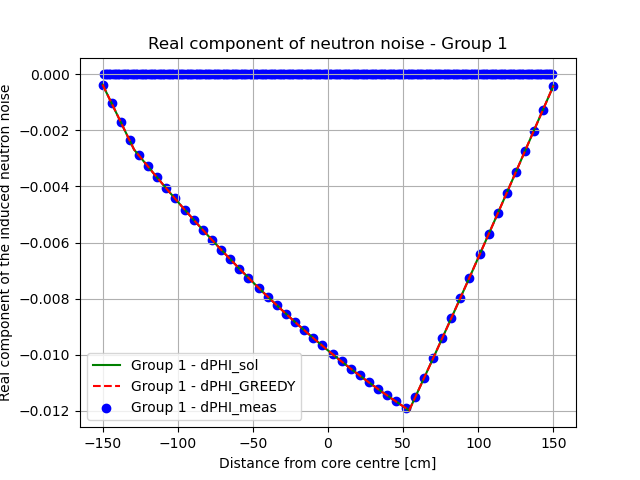 Real component of neutron noise - Group 1
Real component of the induced neutron noise
0.000
−0.002
−0.004
−0.006
−0.008
−0.010
−0.012
Group 1 - dPHI_sol
Group 1 - dPHI_GREEDY
Group 1 - dPHI_meas
−150
−100
−50
0
50
100
150
Distance from core centre [cm]